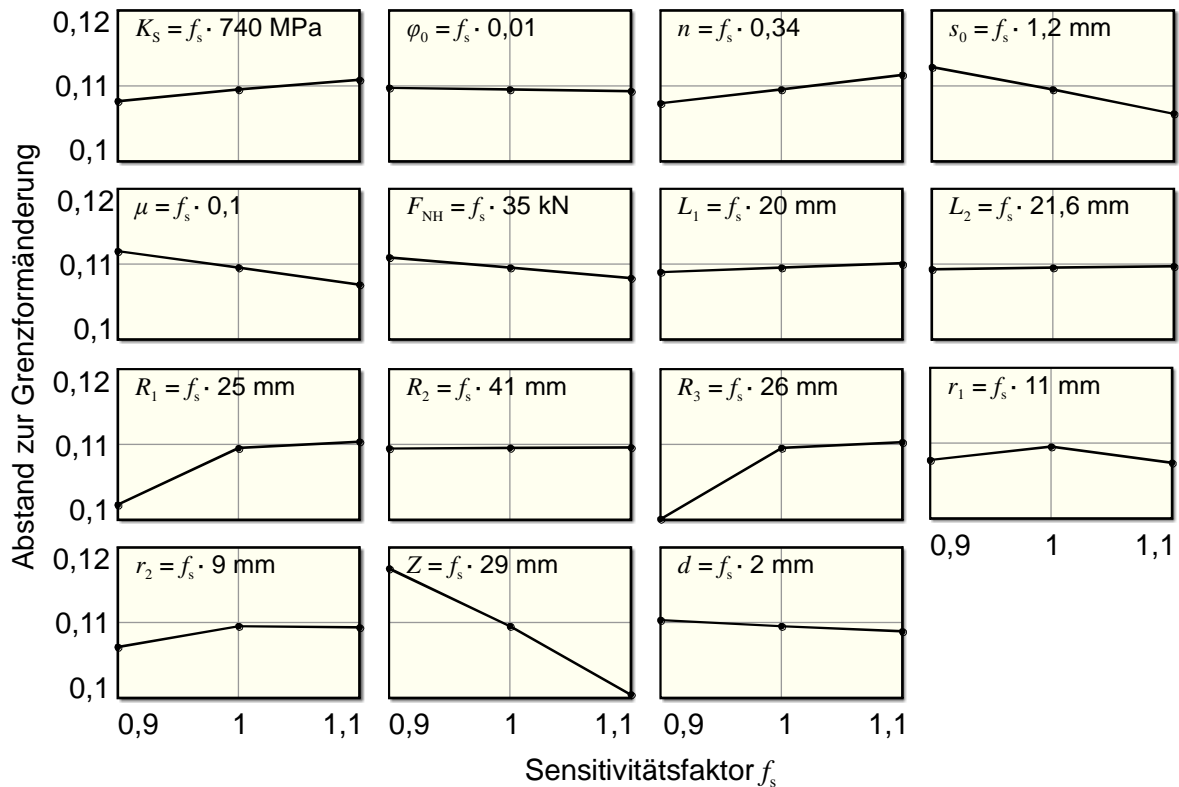 Abstand zur Grenzformänderung
0,12
0,11
0,1
K_S = f_s · 740 MPa
φ_0 = f_s · 0,01
n = f_s · 0,34
s_0 = f_s · 1,2 mm
0,12
0,11
0,1
μ = f_s · 0,1
F_NH = f_s · 35 kN
L_1 = f_s · 20 mm
L_2 = f_s · 21,6 mm
0,12
0,11
0,1
R_1 = f_s · 25 mm
R_2 = f_s · 41 mm
R_3 = f_s · 26 mm
r_1 = f_s · 11 mm
0,9 1 1,1
0,12
0,11
0,1
r_2 = f_s · 9 mm
Z = f_s · 29 mm
d = f_s · 2 mm
0,9 1 1,1
0,9 1 1,1
0,9 1 1,1
Sensitivitätsfaktor f_s